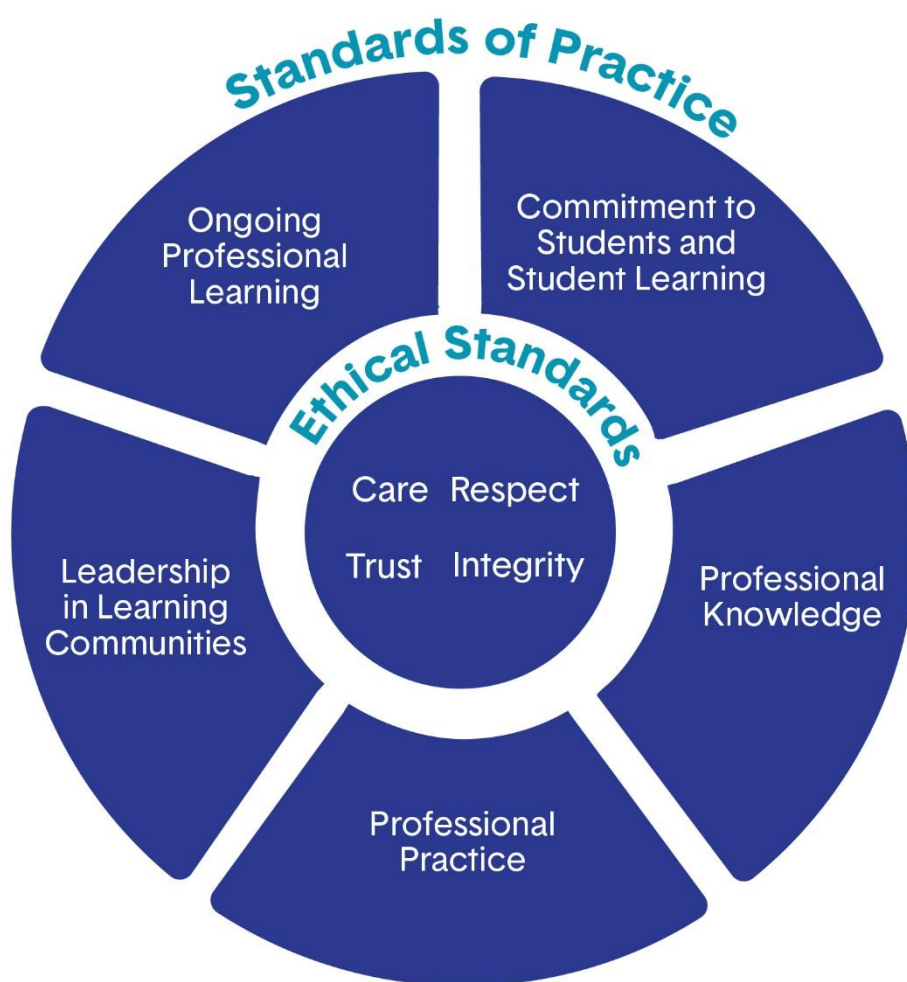 Standards of Practice
Ongoing
Professional
Learning
Commitment to
Students and
Student Learning
Ethical Standards
Care Respect
Trust Integrity
Leadership
in Learning
Communities
Professional
Knowledge
Professional
Practice